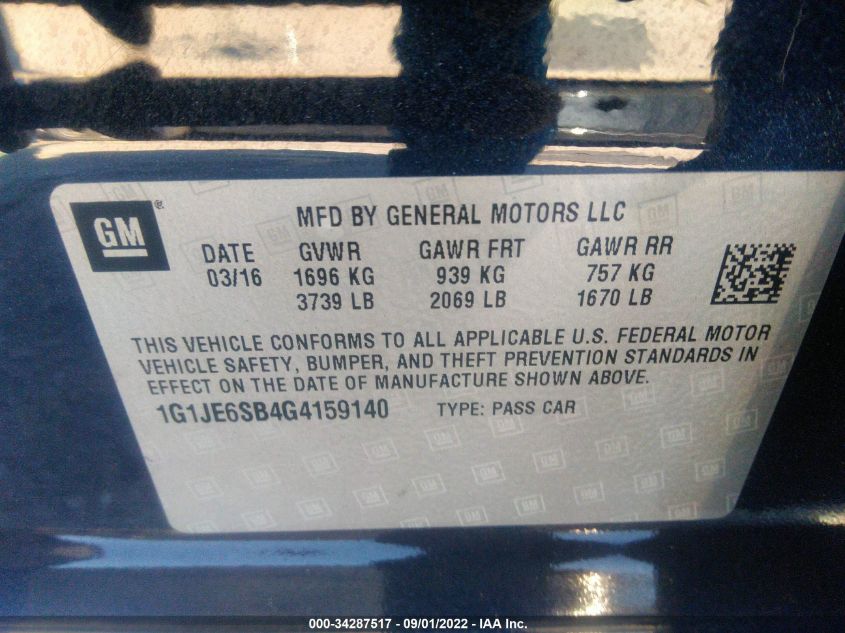 GM ®
MFD BY GENERAL MOTORS LLC
DATE GVWR GAWR FRT GAWR RR
03/16 1696 KG 939 KG 757 KG
3739 LB 2069 LB 1670 LB
THIS VEHICLE CONFORMS TO ALL APPLICABLE U.S. FEDERAL MOTOR
VEHICLE SAFETY, BUMPER, AND THEFT PREVENTION STANDARDS IN
EFFECT ON THE DATE OF MANUFACTURE SHOWN ABOVE.
1G1JE6SB4G4159140 TYPE: PASS CAR
000-34287517 - 09/01/2022 - IAA Inc.